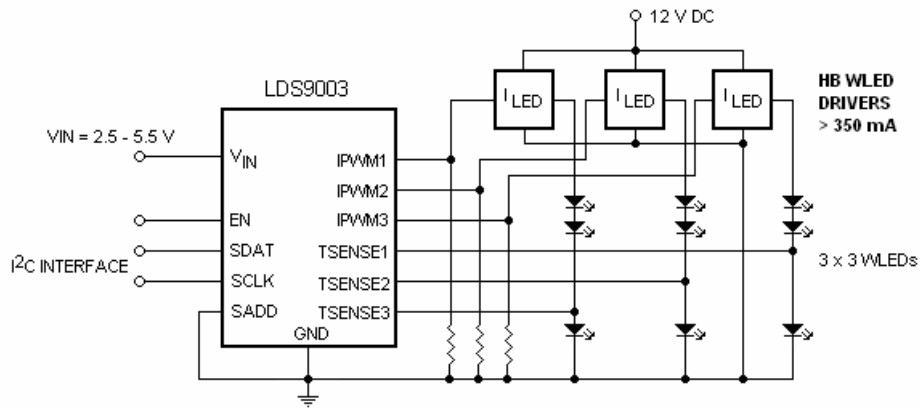 12 V DC
LDS9003
I LED
I LED
I LED
HB WLED
DRIVERS
> 350 mA
VIN = 2.5 - 5.5 V
VIN
IPWM1
IPWM2
EN
IPWM3
SDAT
TSENSE1
I2C INTERFACE
SCLK
TSENSE2
3 x 3 WLEDs
SADD
TSENSE3
GND